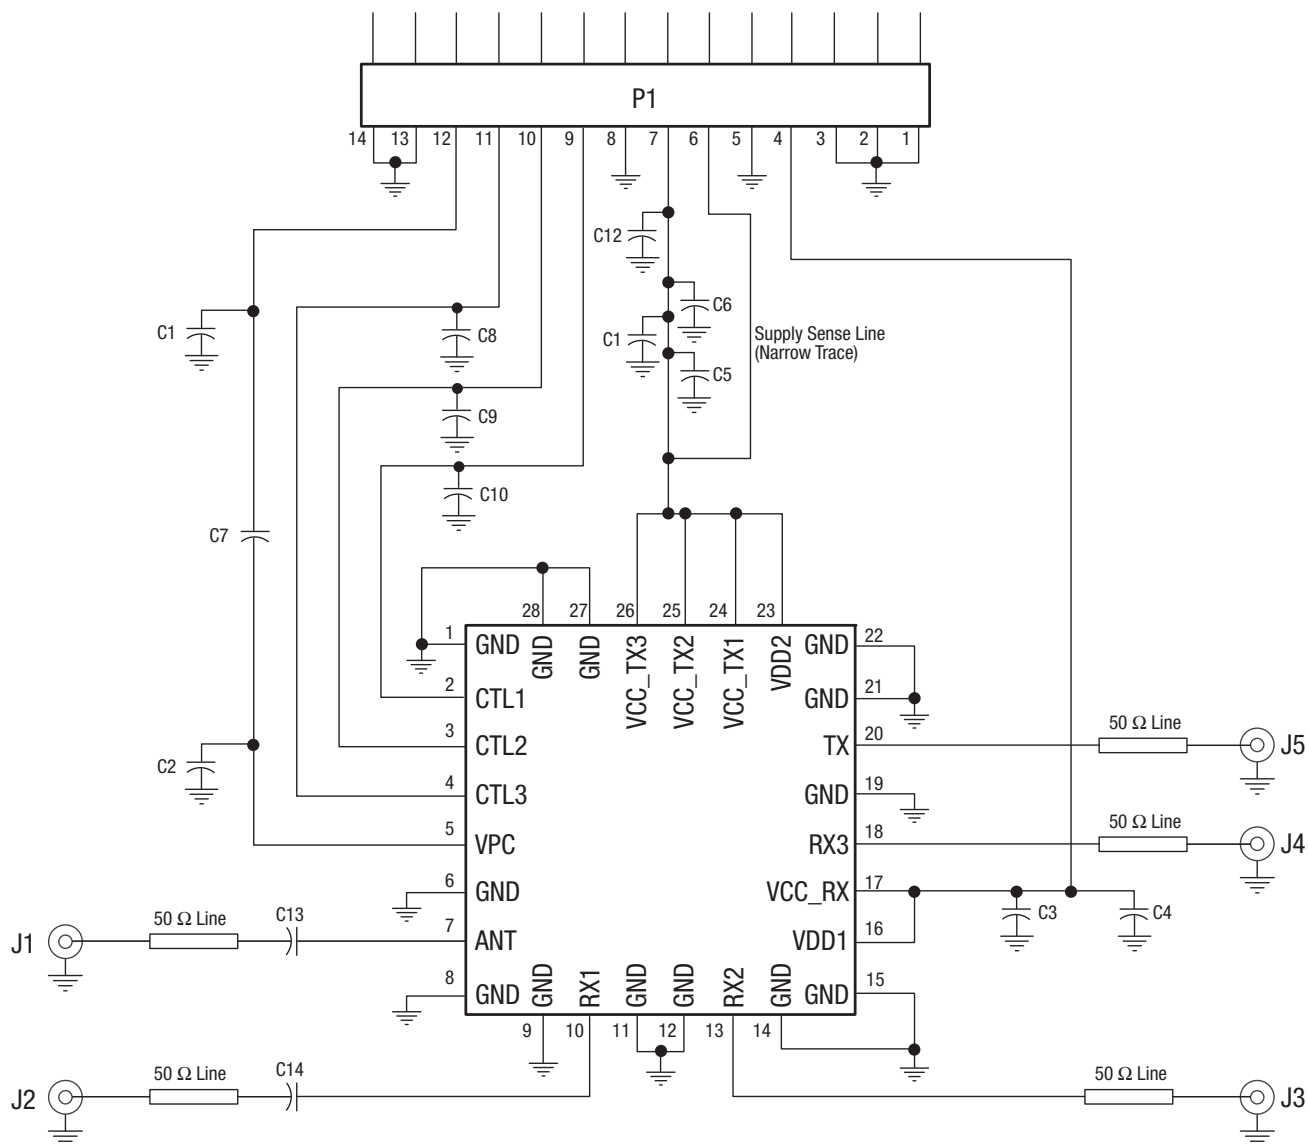 P1
14 13 12 11 10 9 8 7 6 5 4 3 2 1
C12
C6
C1
C8
C1
Supply Sense Line
(Narrow Trace)
C5
C9
C10
C7
28 27 26 25 24 23
1 GND
GND
GND
VCC_TX3
VCC_TX2
VCC_TX1
VDD2
GND 22
2 CTL1
GND 21
3 CTL2
TX 20
50 Ω Line
J5
C2
4 CTL3
GND 19
5 VPC
RX3 18
50 Ω Line
J4
6 GND
VCC_RX 17
C3
C4
J1
50 Ω Line
C13
7 ANT
VDD1 16
8 GND
GND
RX1
GND
GND
RX2
GND
GND 15
9 10 11 12 13 14
J2
50 Ω Line
C14
50 Ω Line
J3